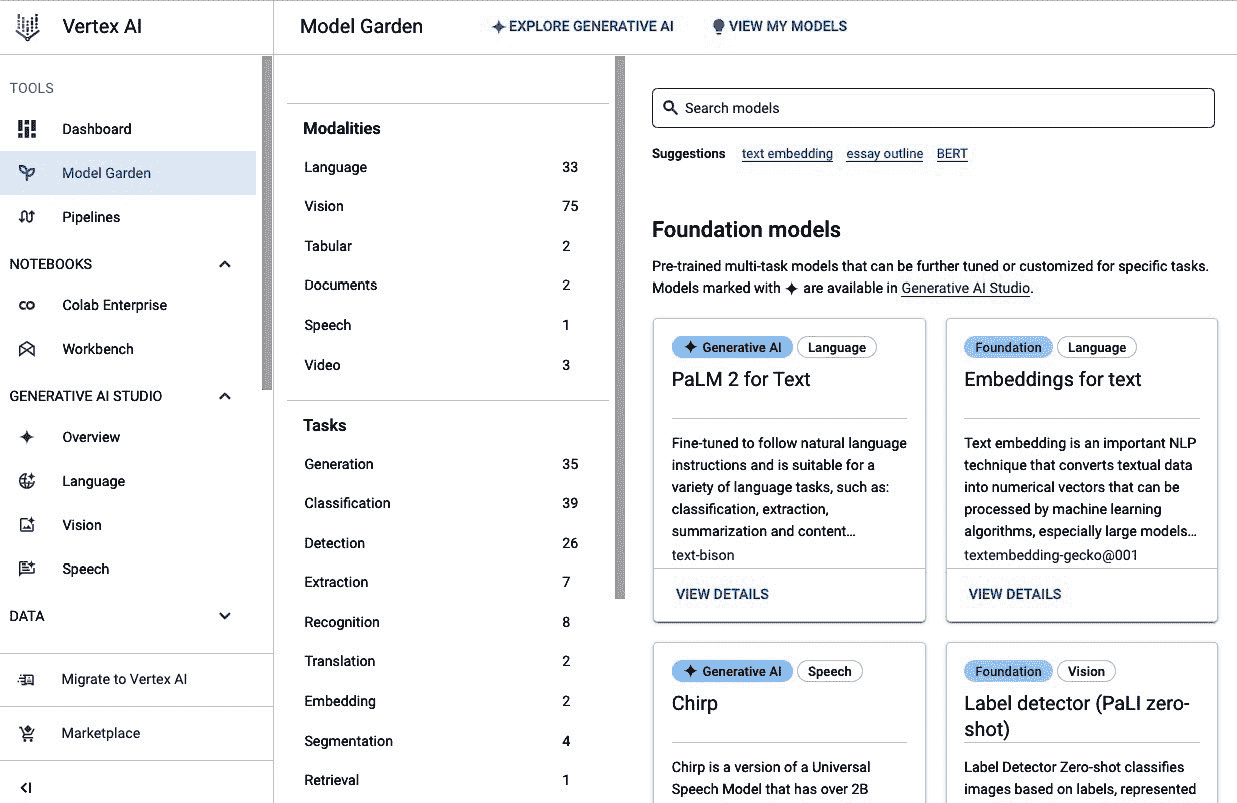 Vertex AI
Model Garden
EXPLORE GENERATIVE AI
VIEW MY MODELS
TOOLS
Dashboard
Model Garden
Pipelines
NOTEBOOKS
Colab Enterprise
Workbench
GENERATIVE AI STUDIO
Overview
Language
Vision
Speech
DATA
Migrate to Vertex AI
Marketplace
Modalities
Language 33
Vision 75
Tabular 2
Documents 2
Speech 1
Video 3
Tasks
Generation 35
Classification 39
Detection 26
Extraction 7
Recognition 8
Translation 2
Embedding 2
Segmentation 4
Retrieval 1
Search models
Suggestions text embedding essay outline BERT
Foundation models
Pre-trained multi-task models that can be further tuned or customized for specific tasks.
Models marked with ✦ are available in Generative AI Studio.
Generative AI Language
PaLM 2 for Text
Fine-tuned to follow natural language
instructions and is suitable for a
variety of language tasks, such as:
classification, extraction,
summarization and content…
text-bison
VIEW DETAILS
Foundation Language
Embeddings for text
Text embedding is an important NLP
technique that converts textual data
into numerical vectors that can be
processed by machine learning
algorithms, especially large models…
textembedding-gecko@001
VIEW DETAILS
Generative AI Speech
Chirp
Chirp is a version of a Universal
Speech Model that has over 2B
Foundation Vision
Label detector (PaLI zero-
shot)
Label Detector Zero-shot classifies
images based on labels, represented